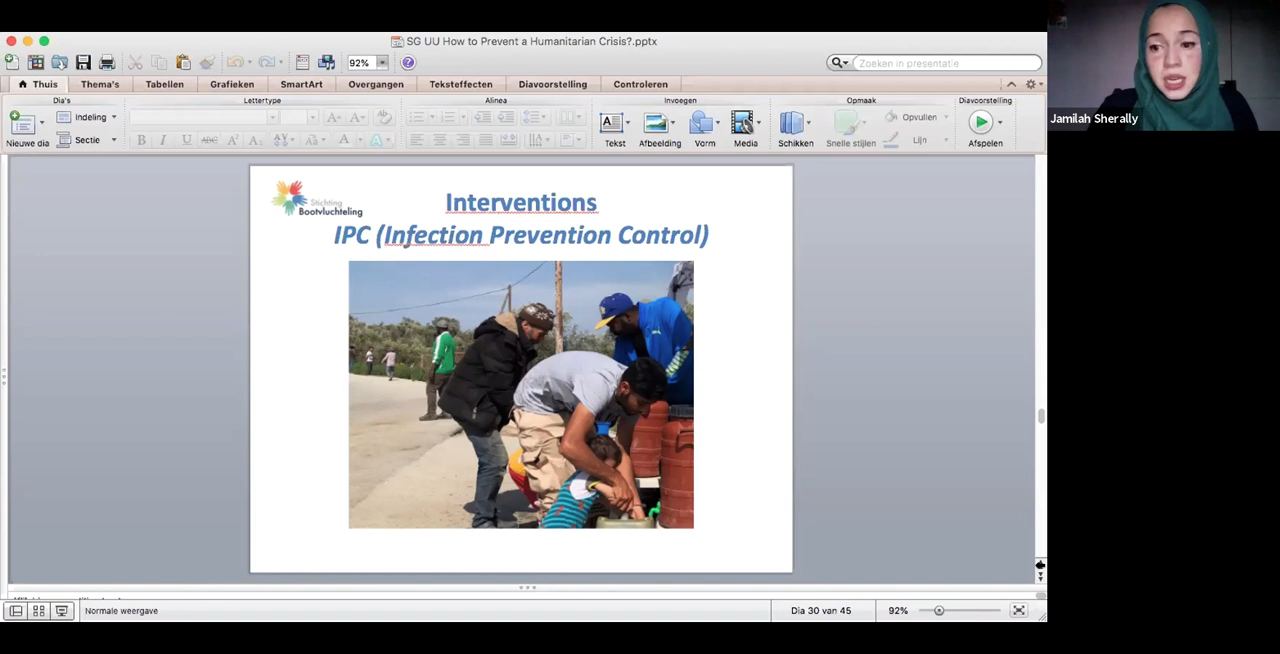 SG UU How to Prevent a Humanitarian Crisis?.pptx
Jamilah Sherally
92%
Zoeken in presentatie
Thuis Thema's Tabellen Grafieken SmartArt Overgangen Teksteffecten Diavoorstelling Controleren
Dia's Lettertype Alinea Invoegen Opmaak Diavoorstelling
Nieuwe dia
Indeling
Sectie
B I U ABC A² A₂
Tekst Afbeelding Vorm Media
Schikken Snelle stijlen
Opvullen
Lijn
Afspelen
Stichting
Bootvluchteling
Interventions
IPC (Infection Prevention Control)
Normale weergave
Dia 30 van 45
92%